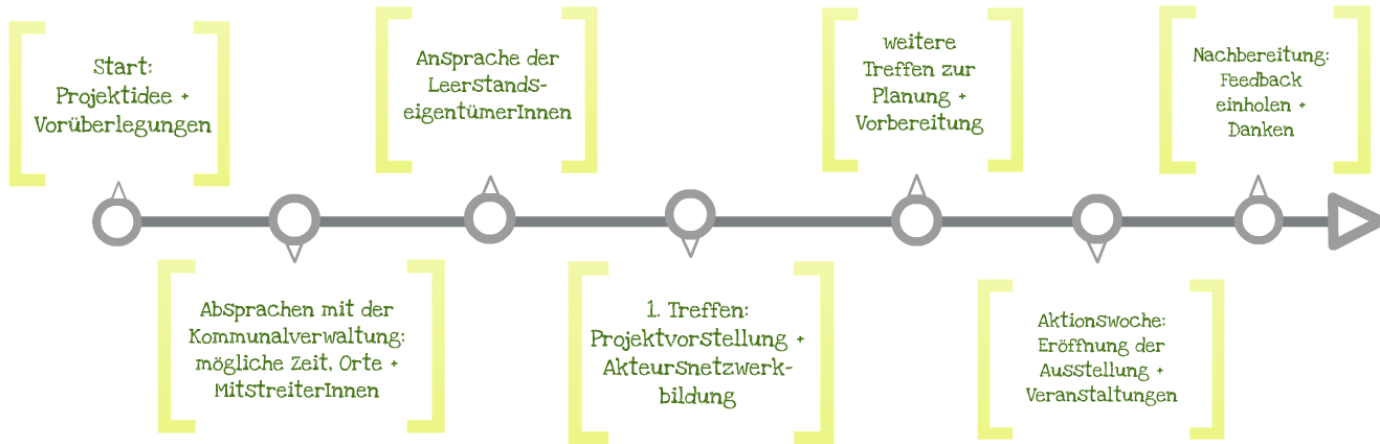 Start:
Projektidee +
Vorüberlegungen
Absprachen mit der
Kommunalverwaltung:
mögliche Zeit, Orte +
MitstreiterInnen
Ansprache der
Leerstands-
eigentümerInnen
1. Treffen:
Projektvorstellung +
Akteursnetzwerk-
bildung
weitere
Treffen zur
Planung +
Vorbereitung
Aktionswoche:
Eröffnung der
Ausstellung +
Veranstaltungen
Nachbereitung:
Feedback
einholen +
Danken